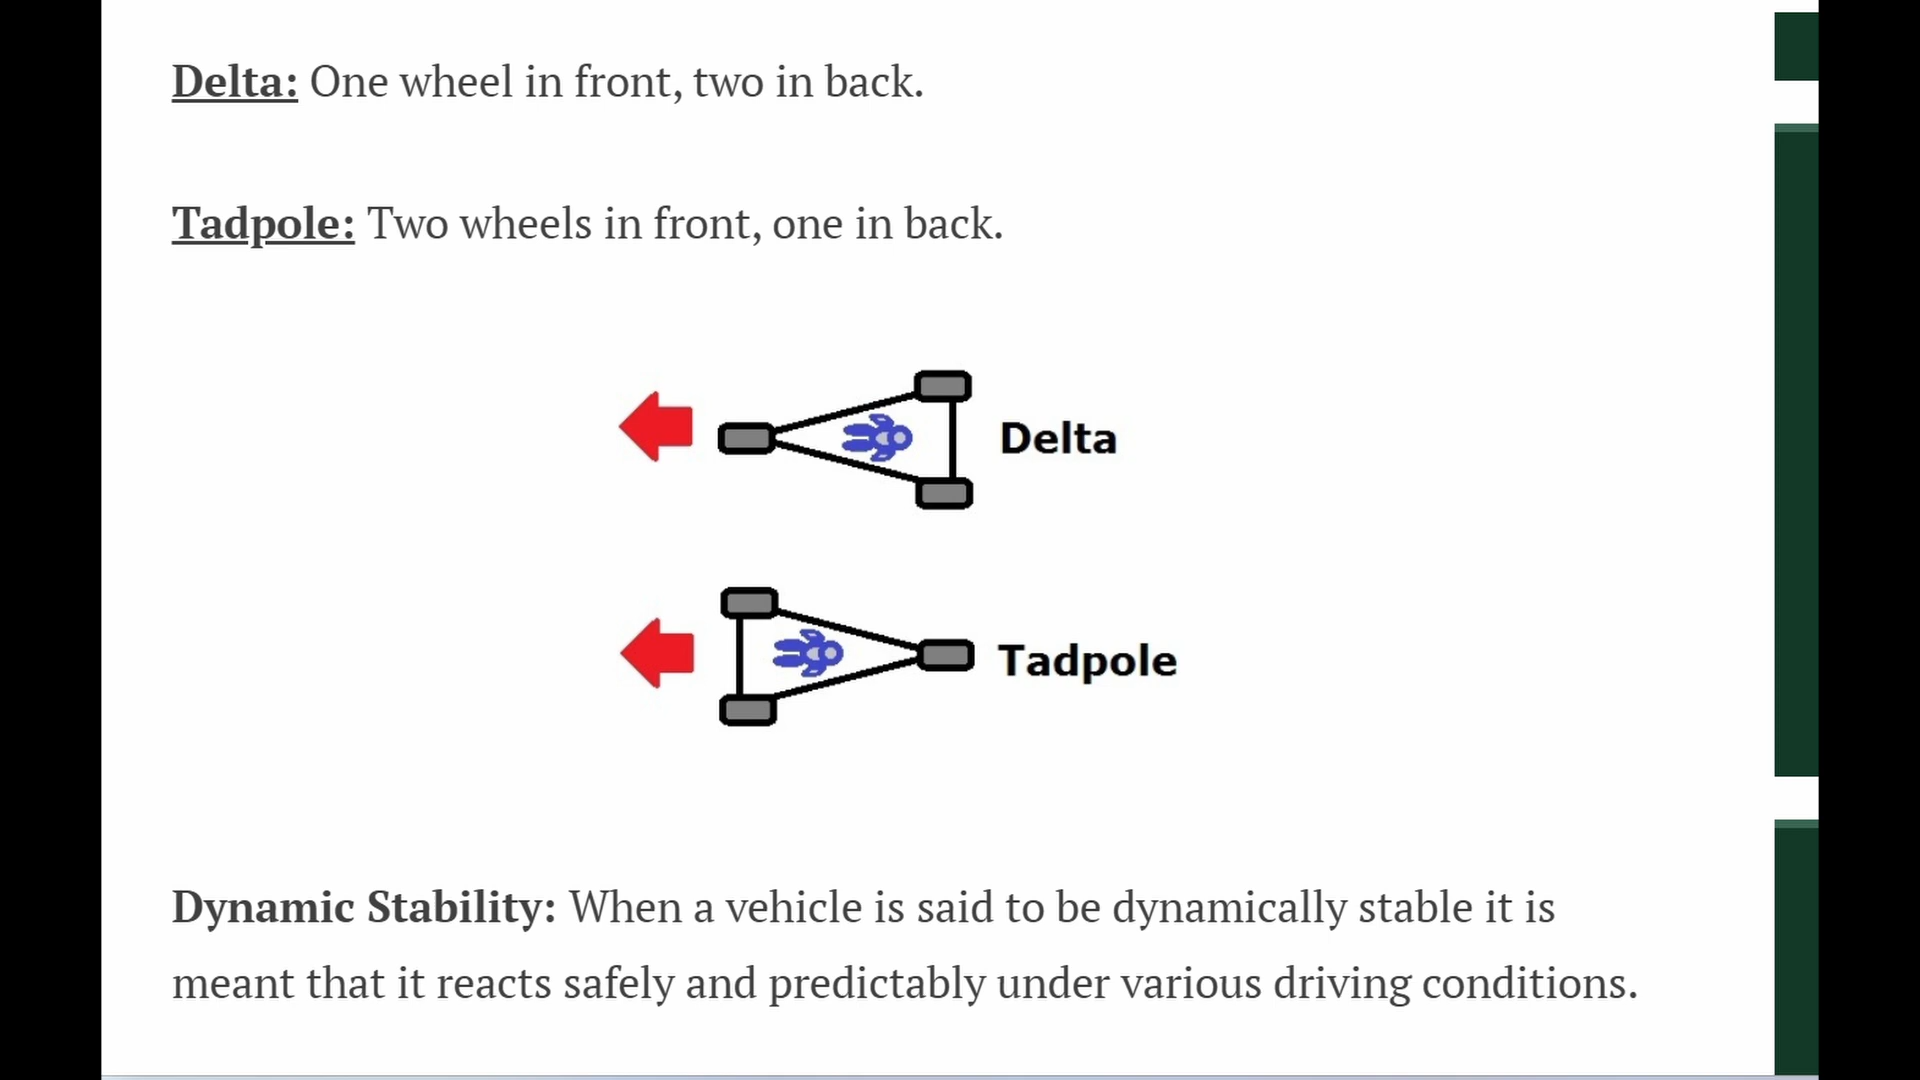 Delta: One wheel in front, two in back.
Tadpole: Two wheels in front, one in back.
Delta
Tadpole
Dynamic Stability: When a vehicle is said to be dynamically stable it is
meant that it reacts safely and predictably under various driving conditions.